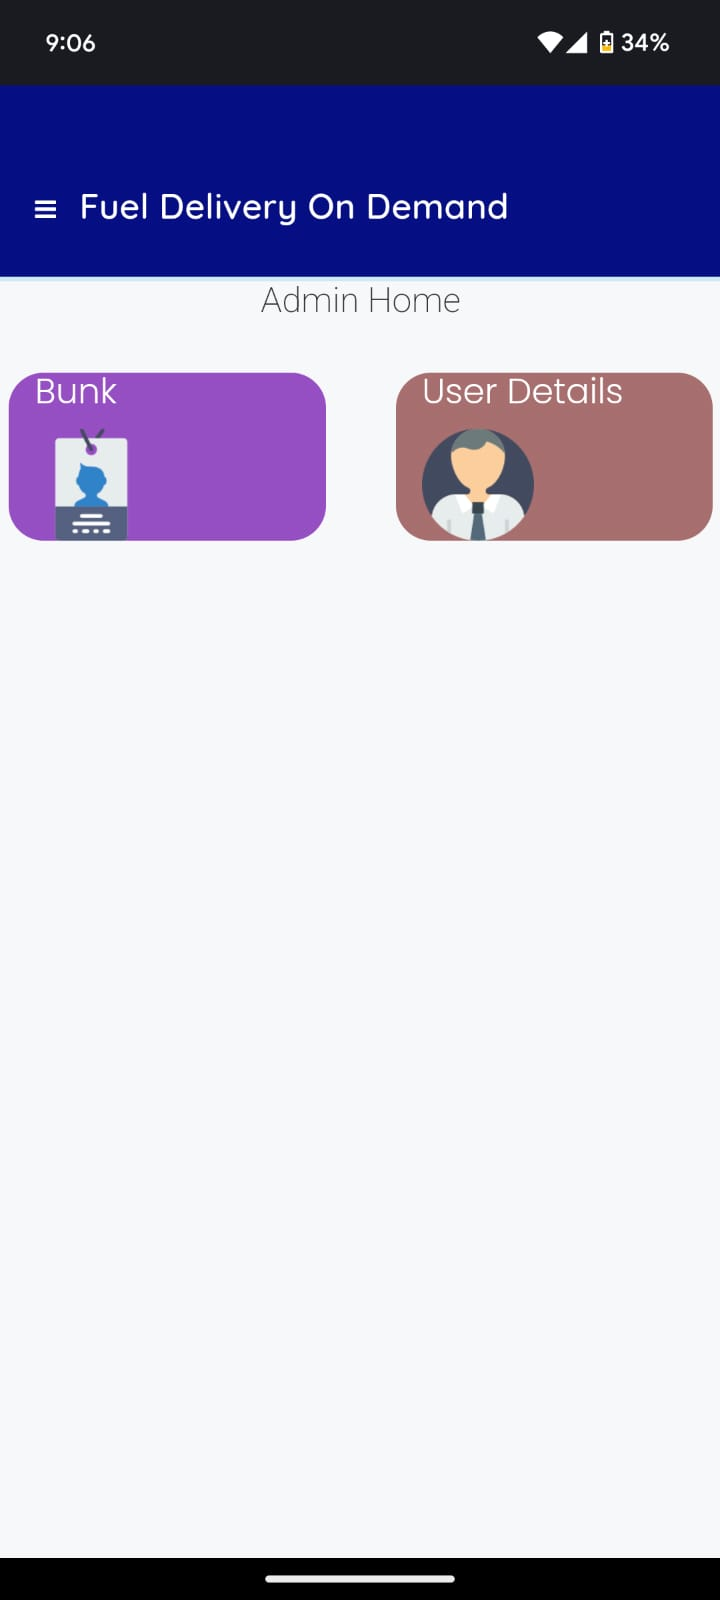 9:06 34%
Fuel Delivery On Demand
Admin Home
Bunk User Details